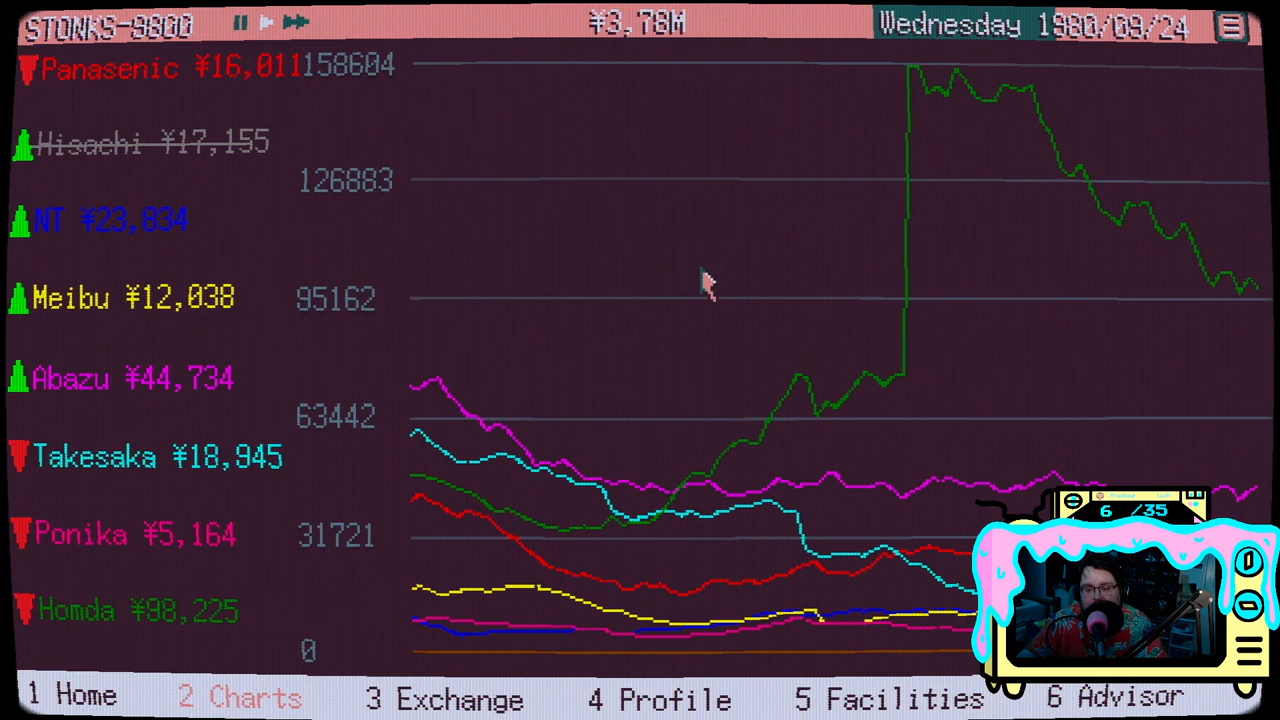 STONKS-9800 ¥3,78M Wednesday 1980/09/24
Panasenic ¥16,011
158604
Hisachi ¥17,155
126883
NT ¥23,834
Meibu ¥12,038
95162
Abazu ¥44,734
63442
Takesaka ¥18,945
Ponika ¥5,164
31721
Homda ¥98,225
0
6 /35
1 Home 2 Charts 3 Exchange 4 Profile 5 Facilities 6 Advisor